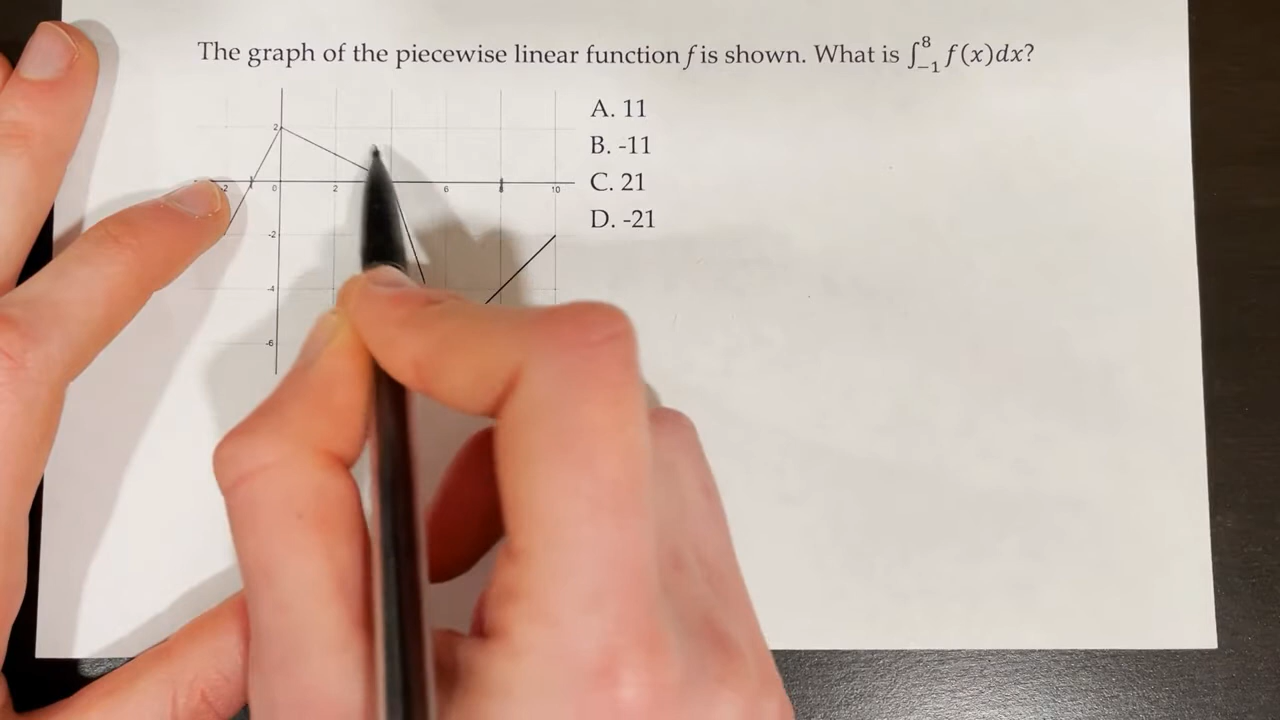 The graph of the piecewise linear function f is shown. What is ∫₋₁⁸ f(x)dx?
A. 11
B. -11
C. 21
D. -21
2
-2 0 2 6 8 10
-2
-4
-6